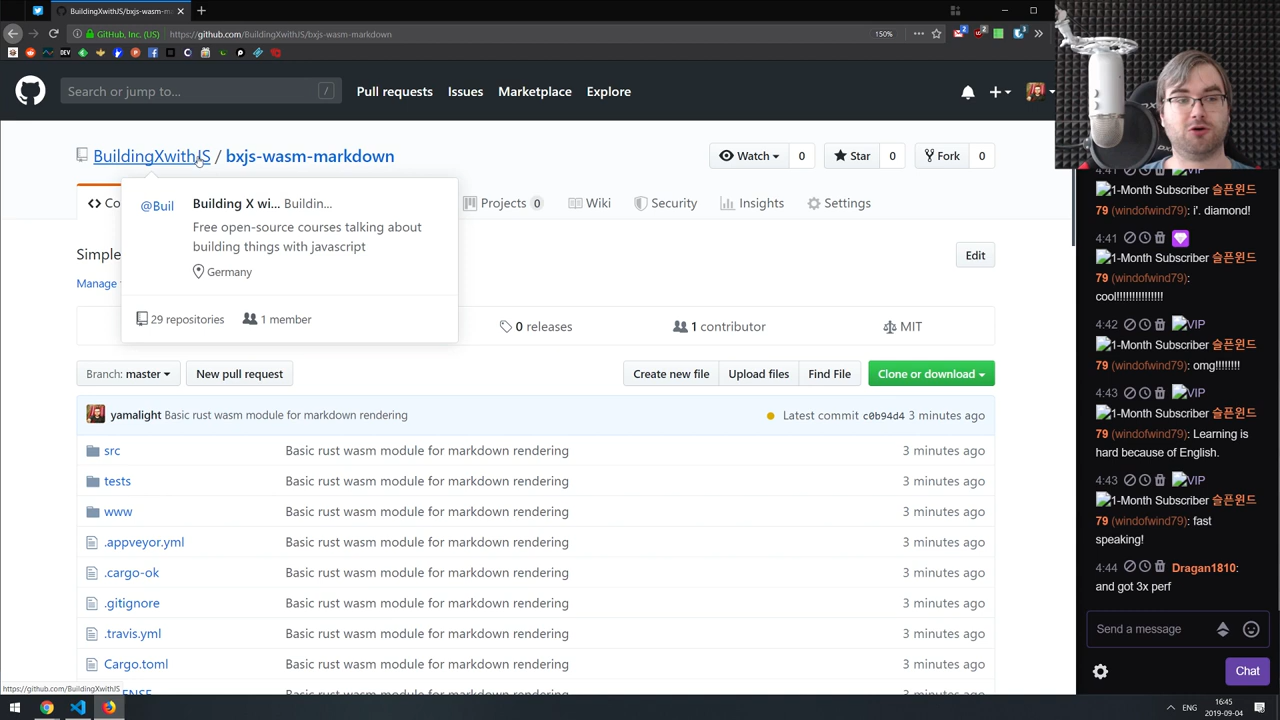 BuildingXwithJS/bxjs-wasm-mark
GitHub, Inc. (US)
https://github.com/BuildingXwithJS/bxjs-wasm-markdown
150%
DEV
Search or jump to...
/
Pull requests
Issues
Marketplace
Explore
BuildingXwithJS / bxjs-wasm-markdown
Watch
0
Star
0
Fork
0
Co
Projects 0
Wiki
Security
Insights
Settings
@Buil
Building X wi... Buildin...
Free open-source courses talking about
building things with javascript
Germany
29 repositories
1 member
Simple
Edit
Manage
0 releases
1 contributor
MIT
Branch: master
New pull request
Create new file
Upload files
Find File
Clone or download
yamalight Basic rust wasm module for markdown rendering
Latest commit c0b94d4 3 minutes ago
src Basic rust wasm module for markdown rendering 3 minutes ago
tests Basic rust wasm module for markdown rendering 3 minutes ago
www Basic rust wasm module for markdown rendering 3 minutes ago
.appveyor.yml Basic rust wasm module for markdown rendering 3 minutes ago
.cargo-ok Basic rust wasm module for markdown rendering 3 minutes ago
.gitignore Basic rust wasm module for markdown rendering 3 minutes ago
.travis.yml Basic rust wasm module for markdown rendering 3 minutes ago
Cargo.toml Basic rust wasm module for markdown rendering 3 minutes ago
https://github.com/BuildingXwithJS
4:41 VIP
1-Month Subscriber 슬픈윈드
79 (windofwind79): i'. diamond!
4:41
1-Month Subscriber 슬픈윈드
79 (windofwind79):
cool!!!!!!!!!!!!!!!
4:42 VIP
1-Month Subscriber 슬픈윈드
79 (windofwind79): omg!!!!!!!!
4:43 VIP
1-Month Subscriber 슬픈윈드
79 (windofwind79): Learning is
hard because of English.
4:43 VIP
1-Month Subscriber 슬픈윈드
79 (windofwind79): fast
speaking!
4:44 Dragan1810:
and got 3x perf
Send a message
Chat
ENG
16:45
2019-09-04